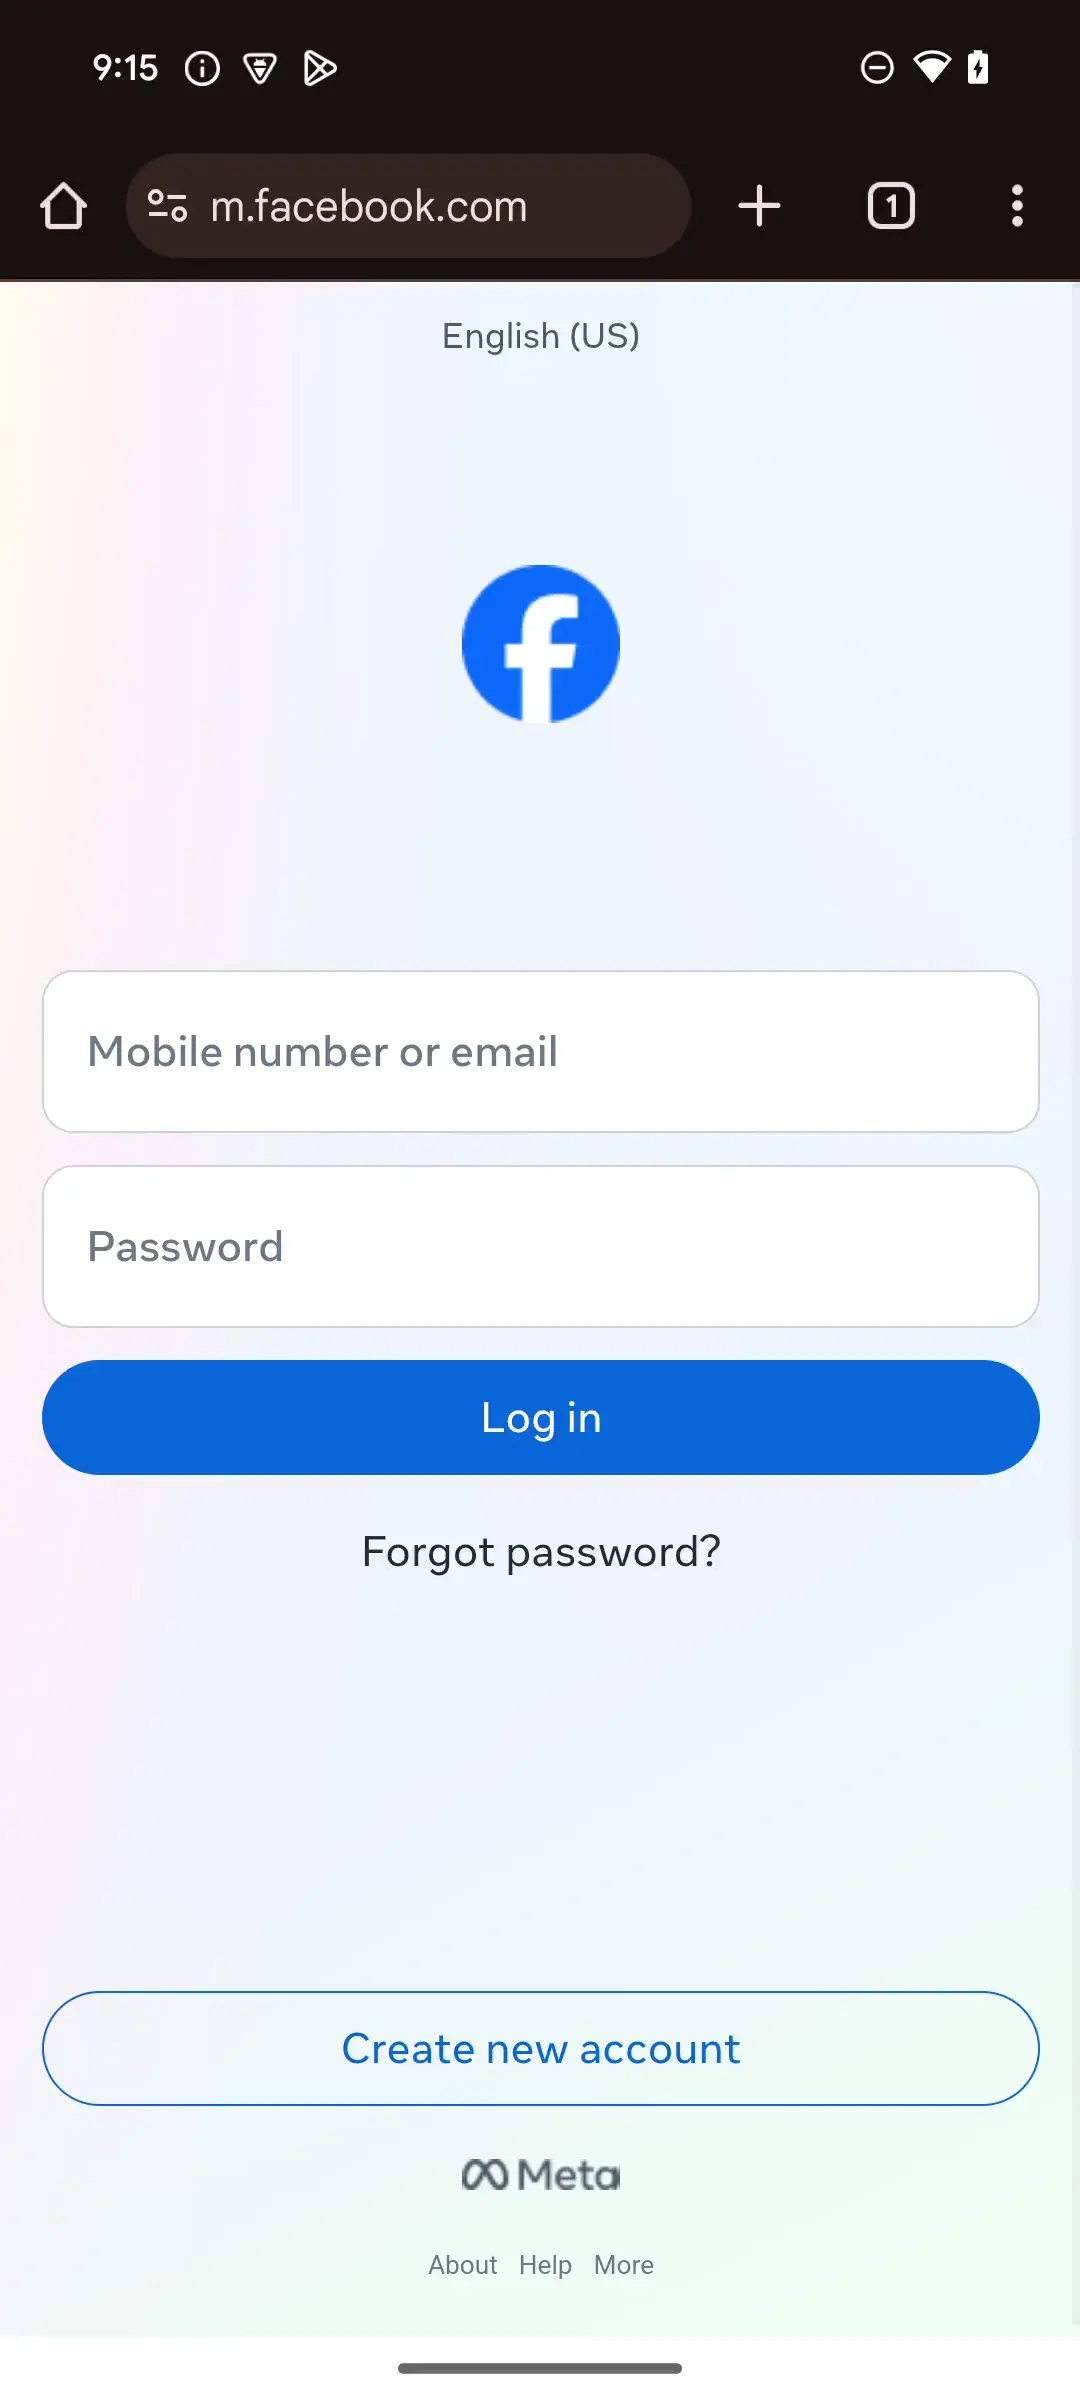 9:15
m.facebook.com
1
English (US)
Mobile number or email
Password
Log in
Forgot password?
Create new account
Meta
About Help More